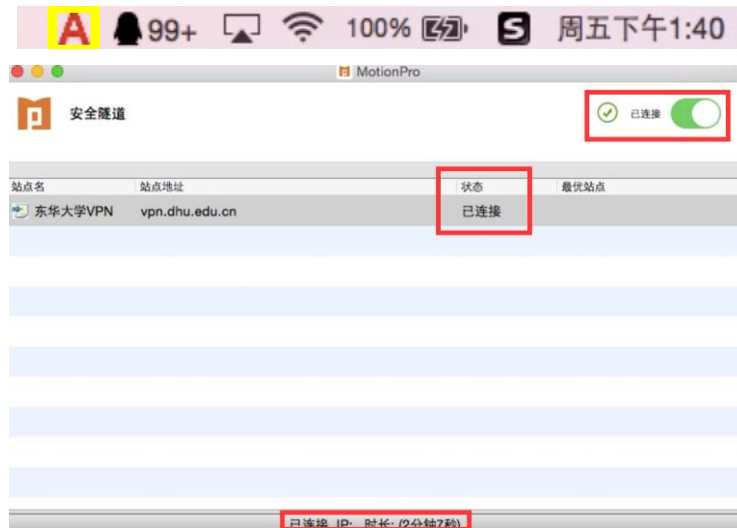 A 99+ 100% S 周五下午1:40
MotionPro
安全隧道 已连接
站点名 站点地址 状态 最优站点
东华大学VPN vpn.dhu.edu.cn 已连接
已连接 IP: 时长: (2分钟7秒)